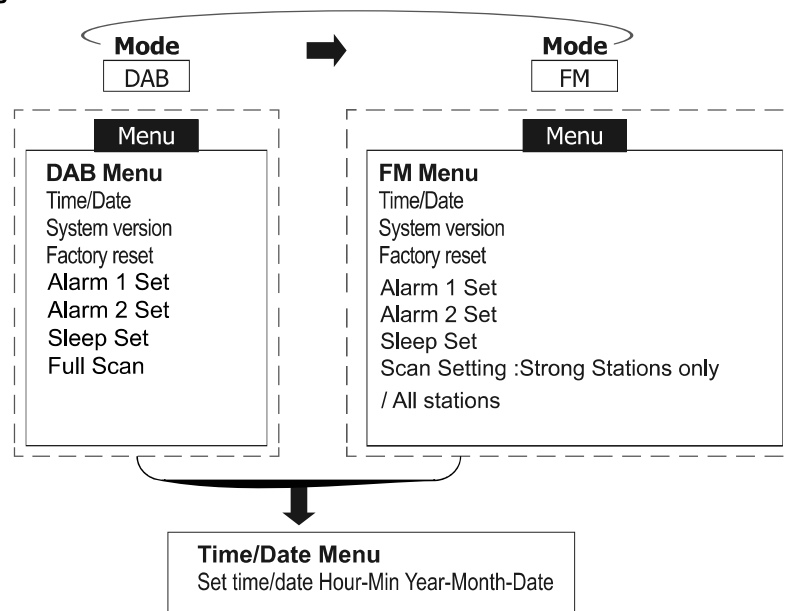 Mode
DAB
Menu
DAB Menu
Time/Date
System version
Factory reset
Alarm 1 Set
Alarm 2 Set
Sleep Set
Full Scan
Mode
FM
Menu
FM Menu
Time/Date
System version
Factory reset
Alarm 1 Set
Alarm 2 Set
Sleep Set
Scan Setting :Strong Stations only
/ All stations
Time/Date Menu
Set time/date Hour-Min Year-Month-Date